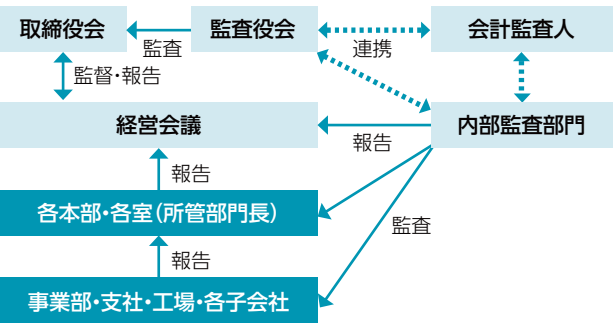 取締役会
監査役会
会計監査人
監査
連携
監督・報告
経営会議
内部監査部門
報告
報告
各本部・各室（所管部門長）
監査
報告
事業部・支社・工場・各子会社